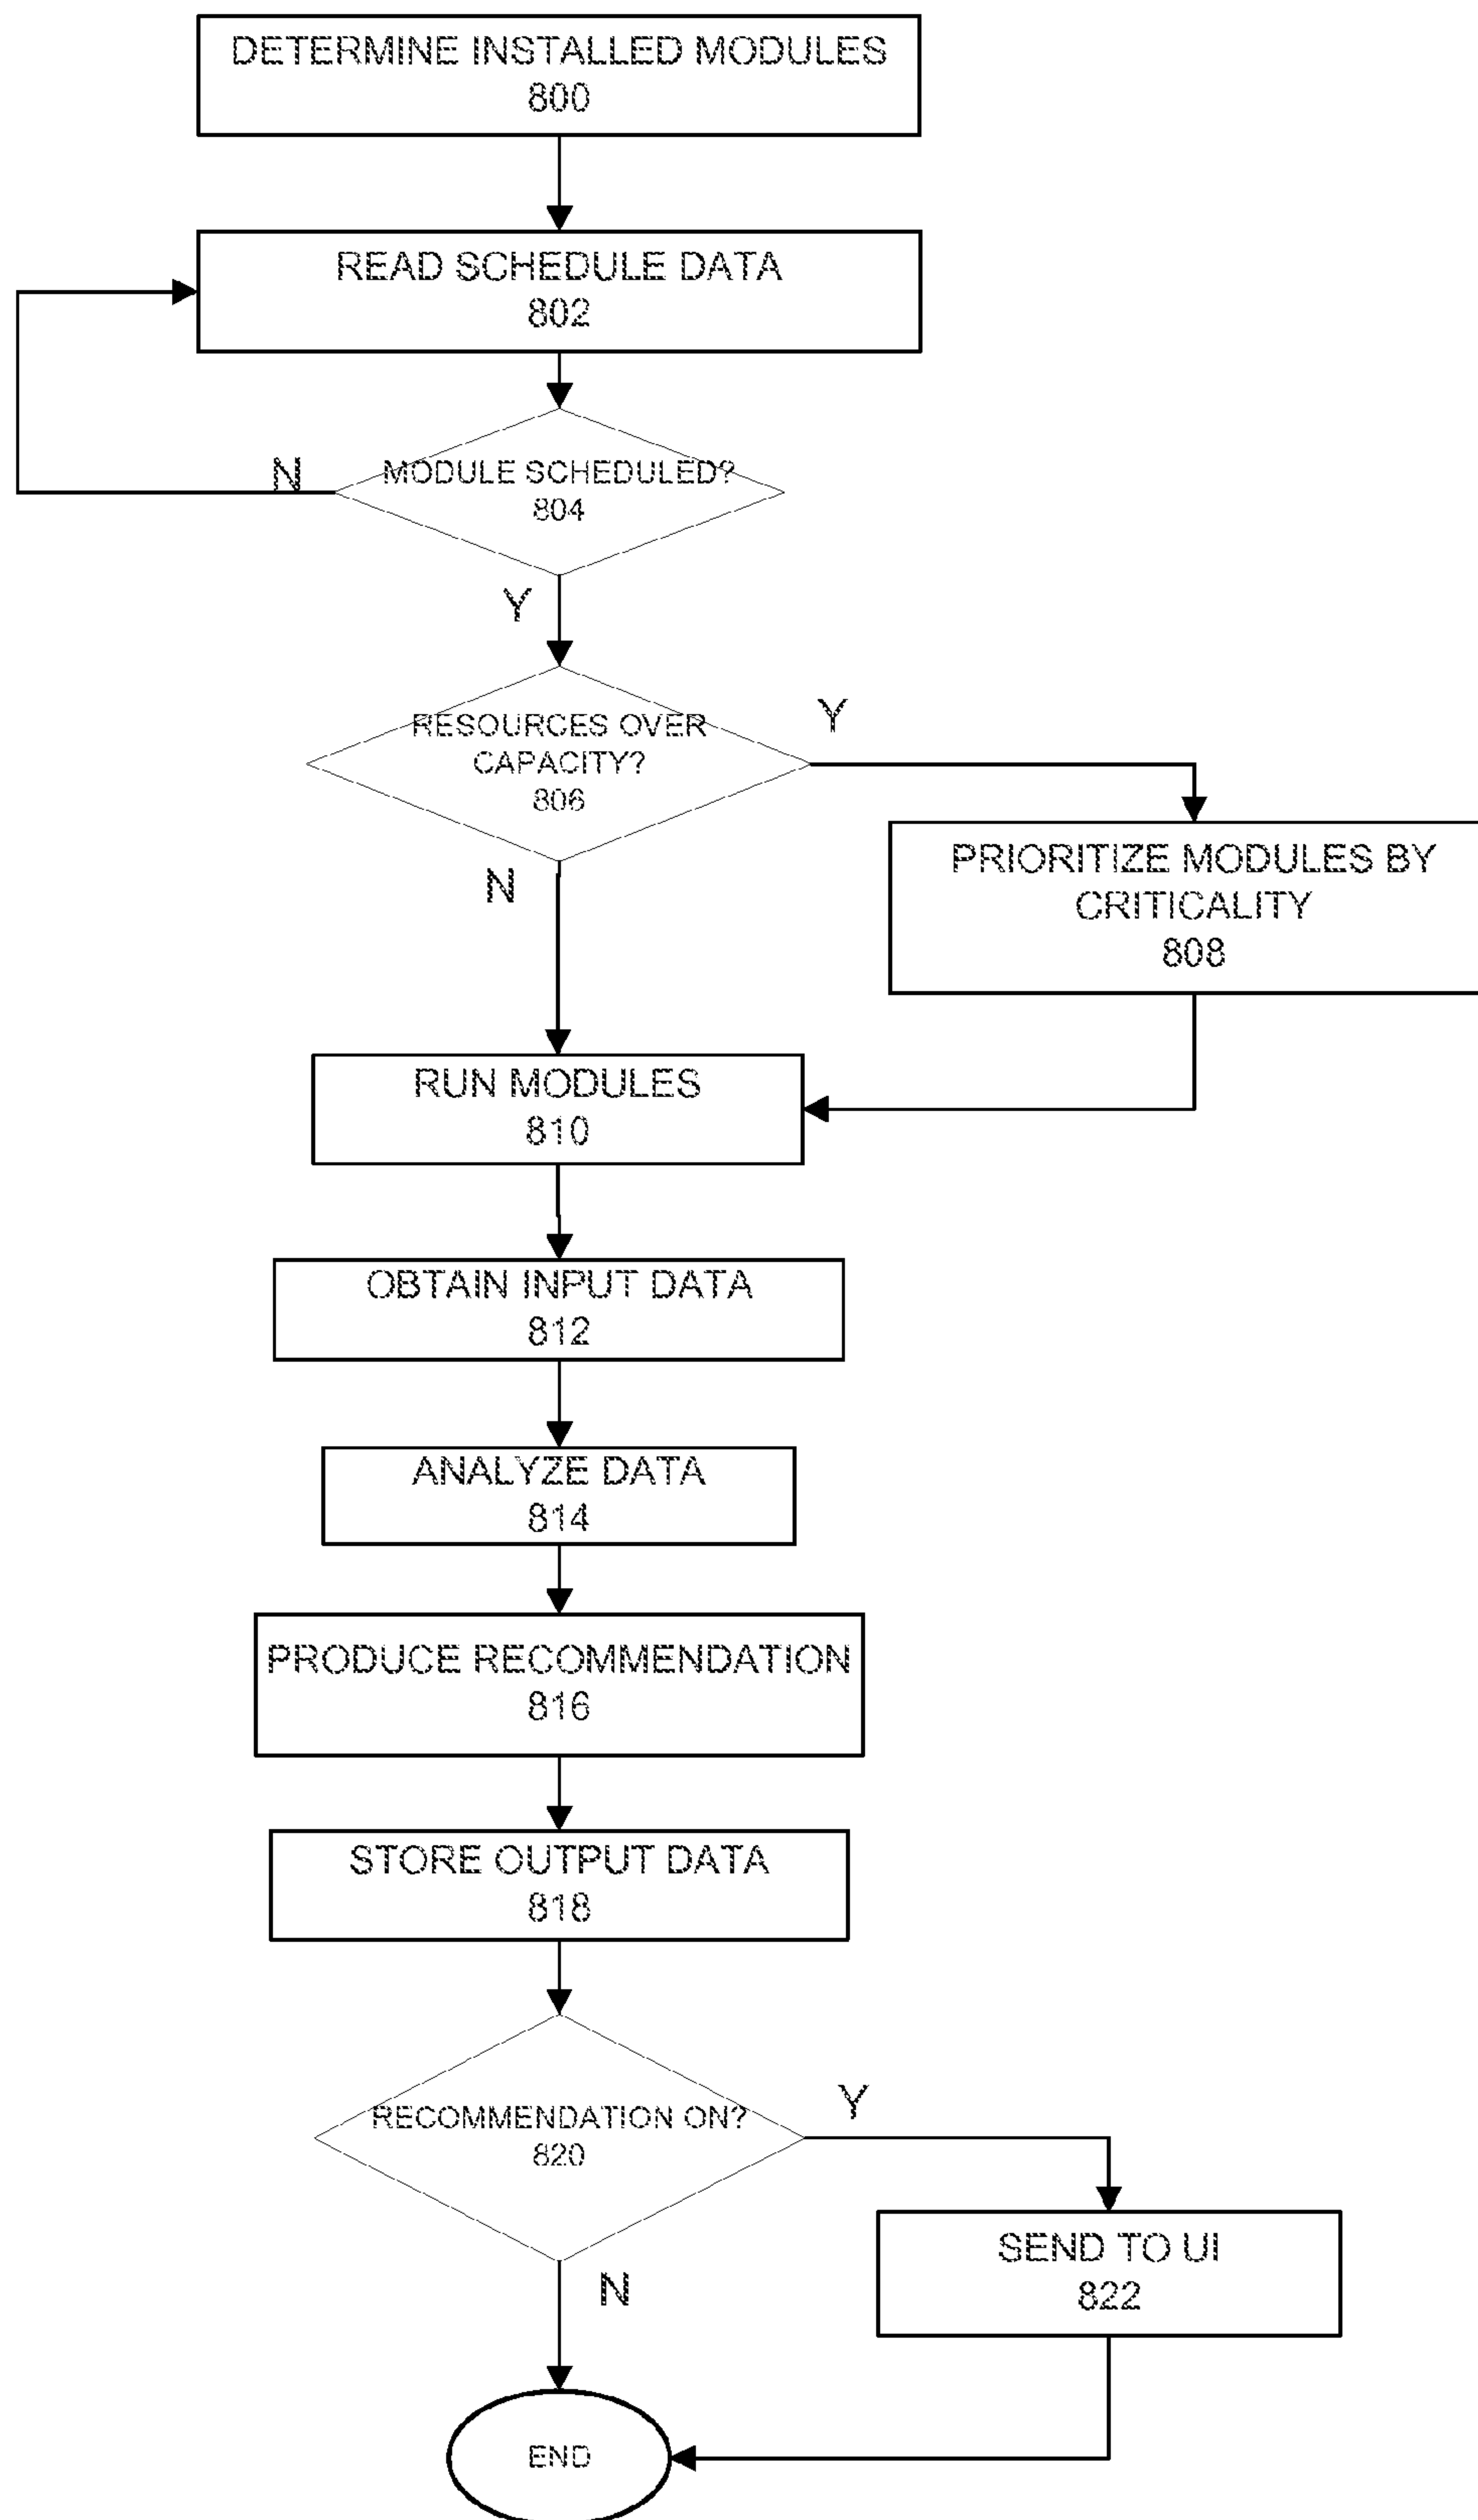 DETERMINE INSTALLED MODULES
800
READ SCHEDULE DATA
802
N
MODULE SCHEDULED?
804
Y
RESOURCES OVER
CAPACITY?
806
Y
N
PRIORITIZE MODULES BY
CRITICALITY
808
RUN MODULES
810
OBTAIN INPUT DATA
812
ANALYZE DATA
814
PRODUCE RECOMMENDATION
816
STORE OUTPUT DATA
818
RECOMMENDATION ON?
820
Y
N
SEND TO UI
822
END